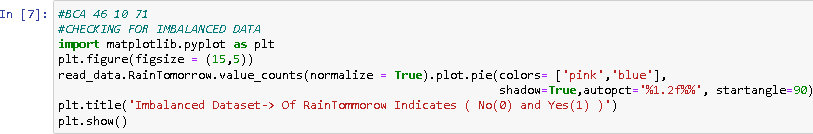 In [7]: #BCA 46 10 71
#CHECKING FOR IMBALANCED DATA
import matplotlib.pyplot as plt
plt.figure(figsize = (15,5))
read_data.RainTomorrow.value_counts(normalize = True).plot.pie(colors= ['pink','blue'],
shadow=True,autopct='%1.2f%%', startangle=90)
plt.title('Imbalanced Dataset-> Of RainTommorow Indicates ( No(0) and Yes(1) )')
plt.show()